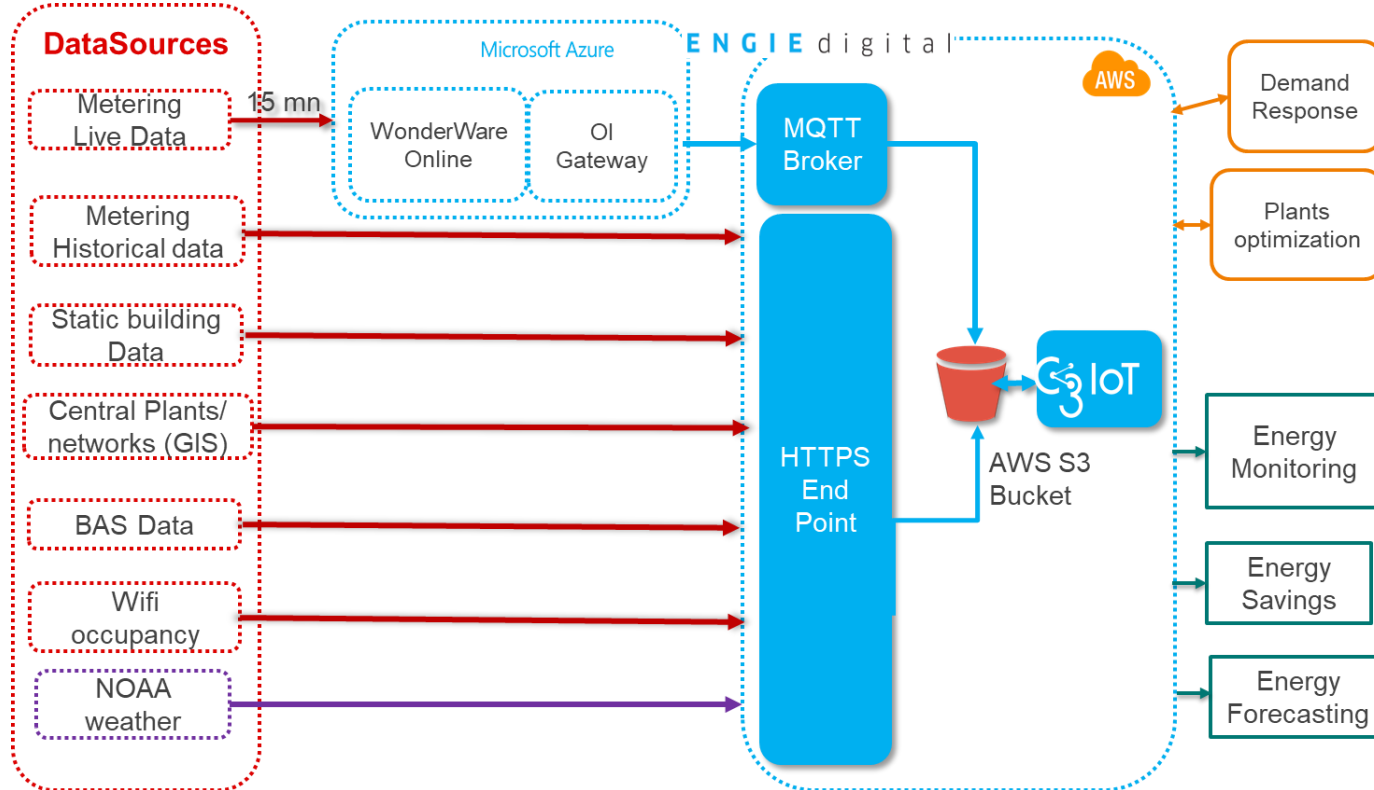 DataSources
Metering
Live Data
15 mn
Metering
Historical data
Static building
Data
Central Plants/
networks (GIS)
BAS Data
Wifi
occupancy
NOAA
weather
Microsoft Azure
WonderWare
Online
OI
Gateway
ENGIE digital
AWS
MQTT
Broker
HTTPS
End
Point
C3 IoT
AWS S3
Bucket
Demand
Response
Plants
optimization
Energy
Monitoring
Energy
Savings
Energy
Forecasting